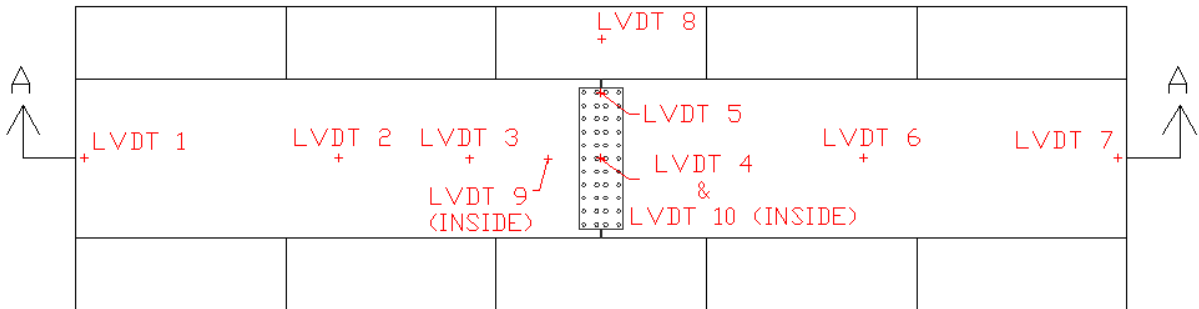 LVDT 8
A
A
LVDT 5
LVDT 1
LVDT 2
LVDT 3
LVDT 6
LVDT 7
LVDT 4
&
LVDT 10 (INSIDE)
LVDT 9
(INSIDE)